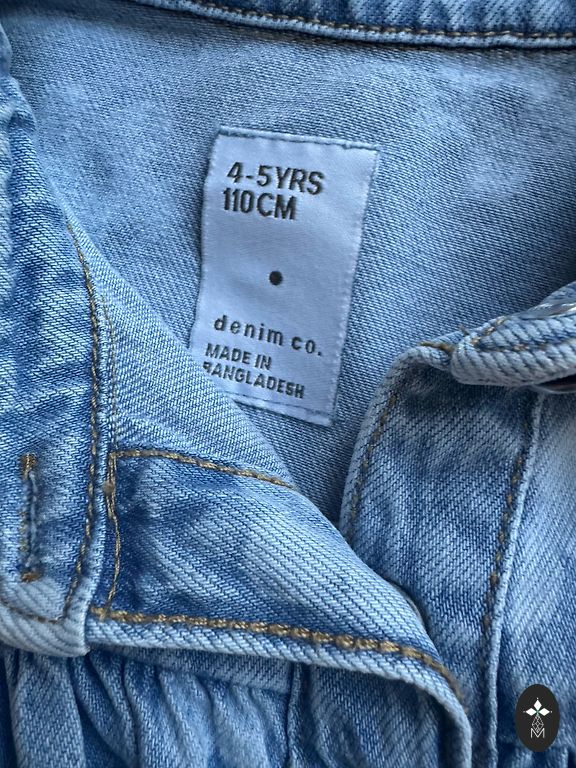 4-5YRS
110CM
denim co.
MADE IN
BANGLADESH
M